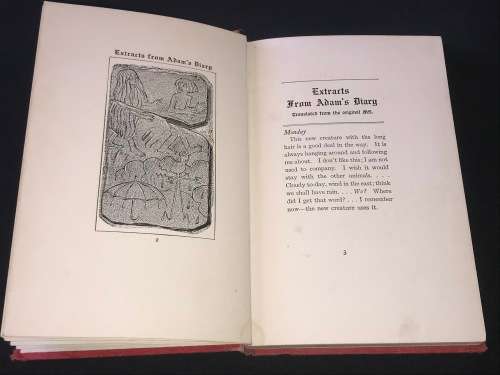 Extracts from Adam's Diary
2
Extracts
From Adam's Diary
Translated from the original MS.
Monday
This new creature with the long
hair is a good deal in the way. It is
always hanging around and following
me about. I don't like this; I am not
used to company. I wish it would
stay with the other animals. . . .
Cloudy to-day, wind in the east; think
we shall have rain. . . . We? Where
did I get that word? . . . I remember
now—the new creature uses it.
3